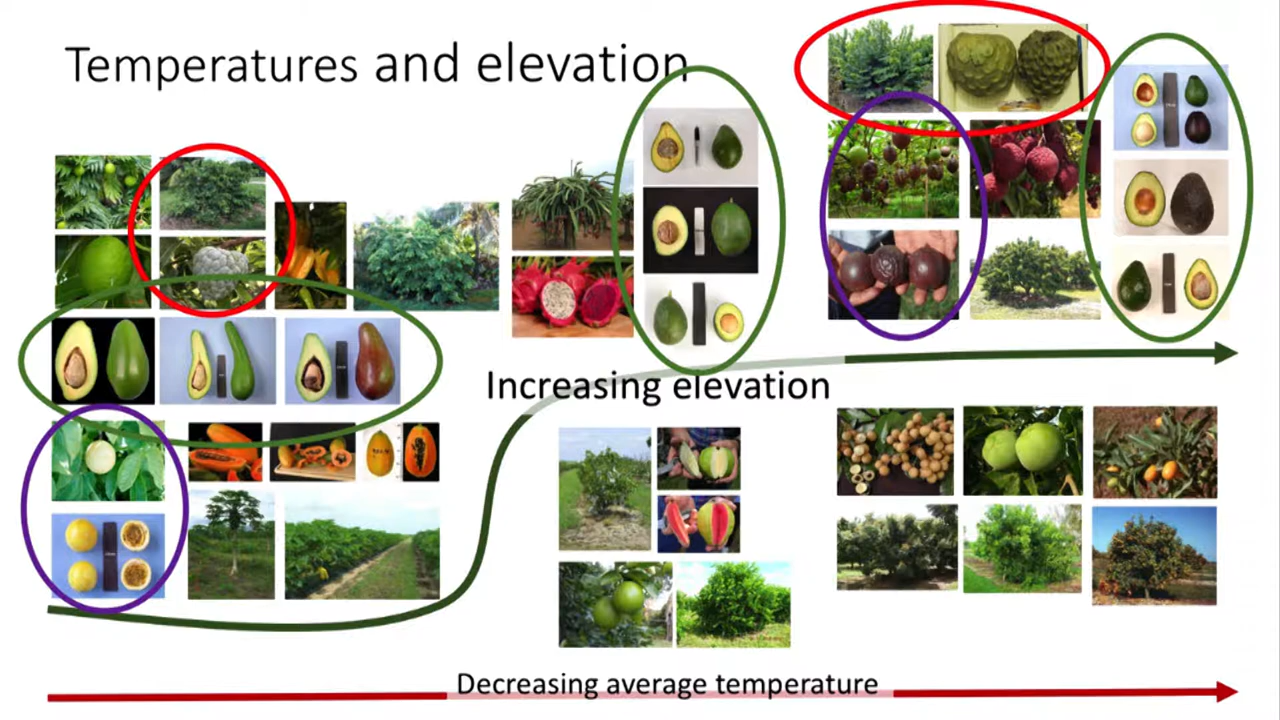 Temperatures and elevation
Increasing elevation
Decreasing average temperature